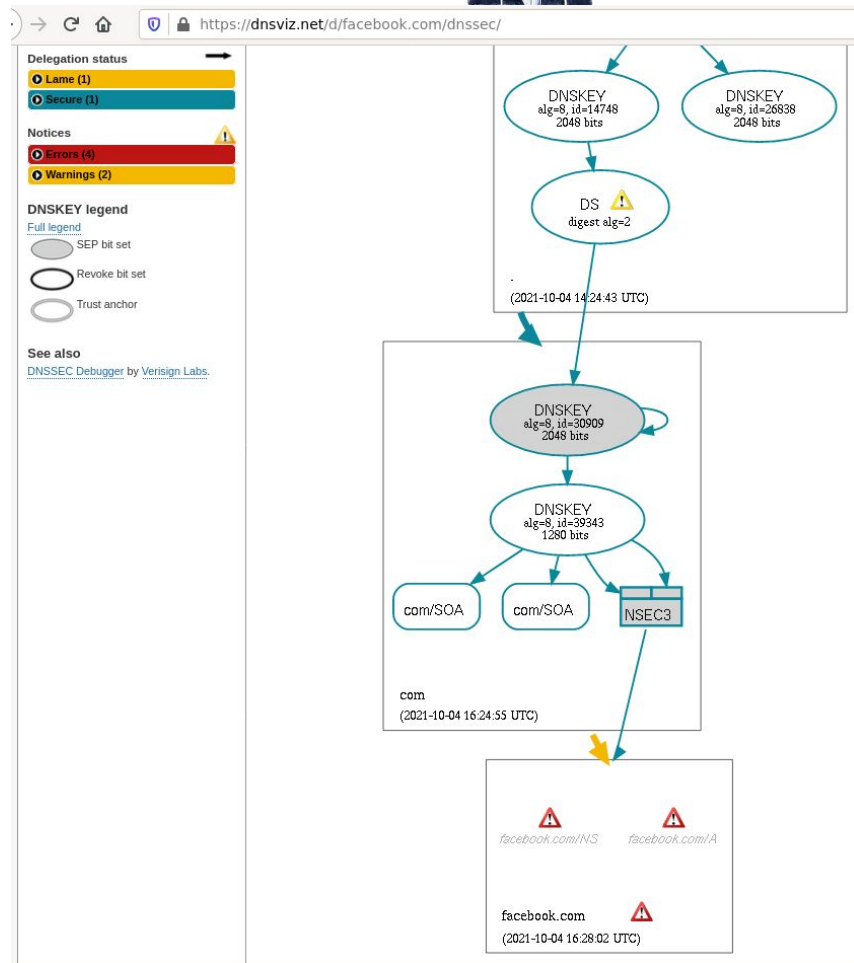 https://dnsviz.net/d/facebook.com/dnssec/
Delegation status
Lame (1)
Secure (1)
Notices
Errors (4)
Warnings (2)
DNSKEY legend
Full legend
SEP bit set
Revoke bit set
Trust anchor
See also
DNSSEC Debugger by Verisign Labs.
DNSKEY
alg=8, id=14748
2048 bits
DNSKEY
alg=8, id=26838
2048 bits
DS
digest alg=2
.
(2021-10-04 14:24:43 UTC)
DNSKEY
alg=8, id=30909
2048 bits
DNSKEY
alg=8, id=39343
1280 bits
com/SOA
com/SOA
NSEC3
com
(2021-10-04 16:24:55 UTC)
facebook.com/NS
facebook.com/A
facebook.com
(2021-10-04 16:28:02 UTC)